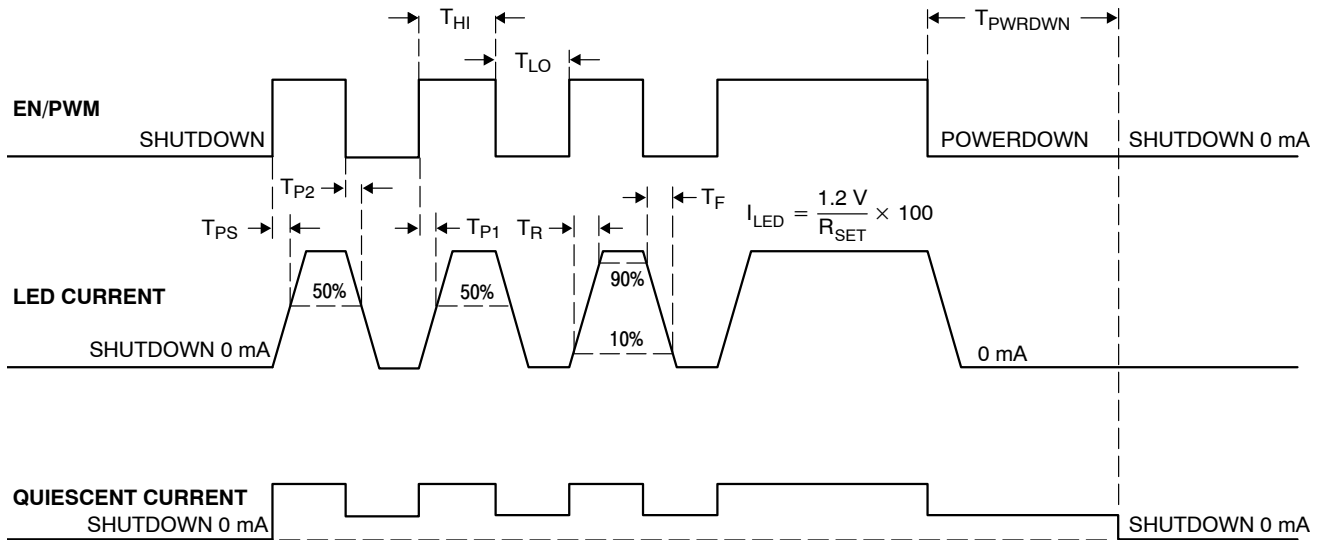 T_HI
T_PWRDWN
T_LO
EN/PWM
SHUTDOWN
POWERDOWN
SHUTDOWN 0 mA
T_P2
T_F
I_LED = 1.2 V / R_SET × 100
T_PS
T_P1
T_R
50%
50%
90%
LED CURRENT
10%
SHUTDOWN 0 mA
0 mA
QUIESCENT CURRENT
SHUTDOWN 0 mA
SHUTDOWN 0 mA